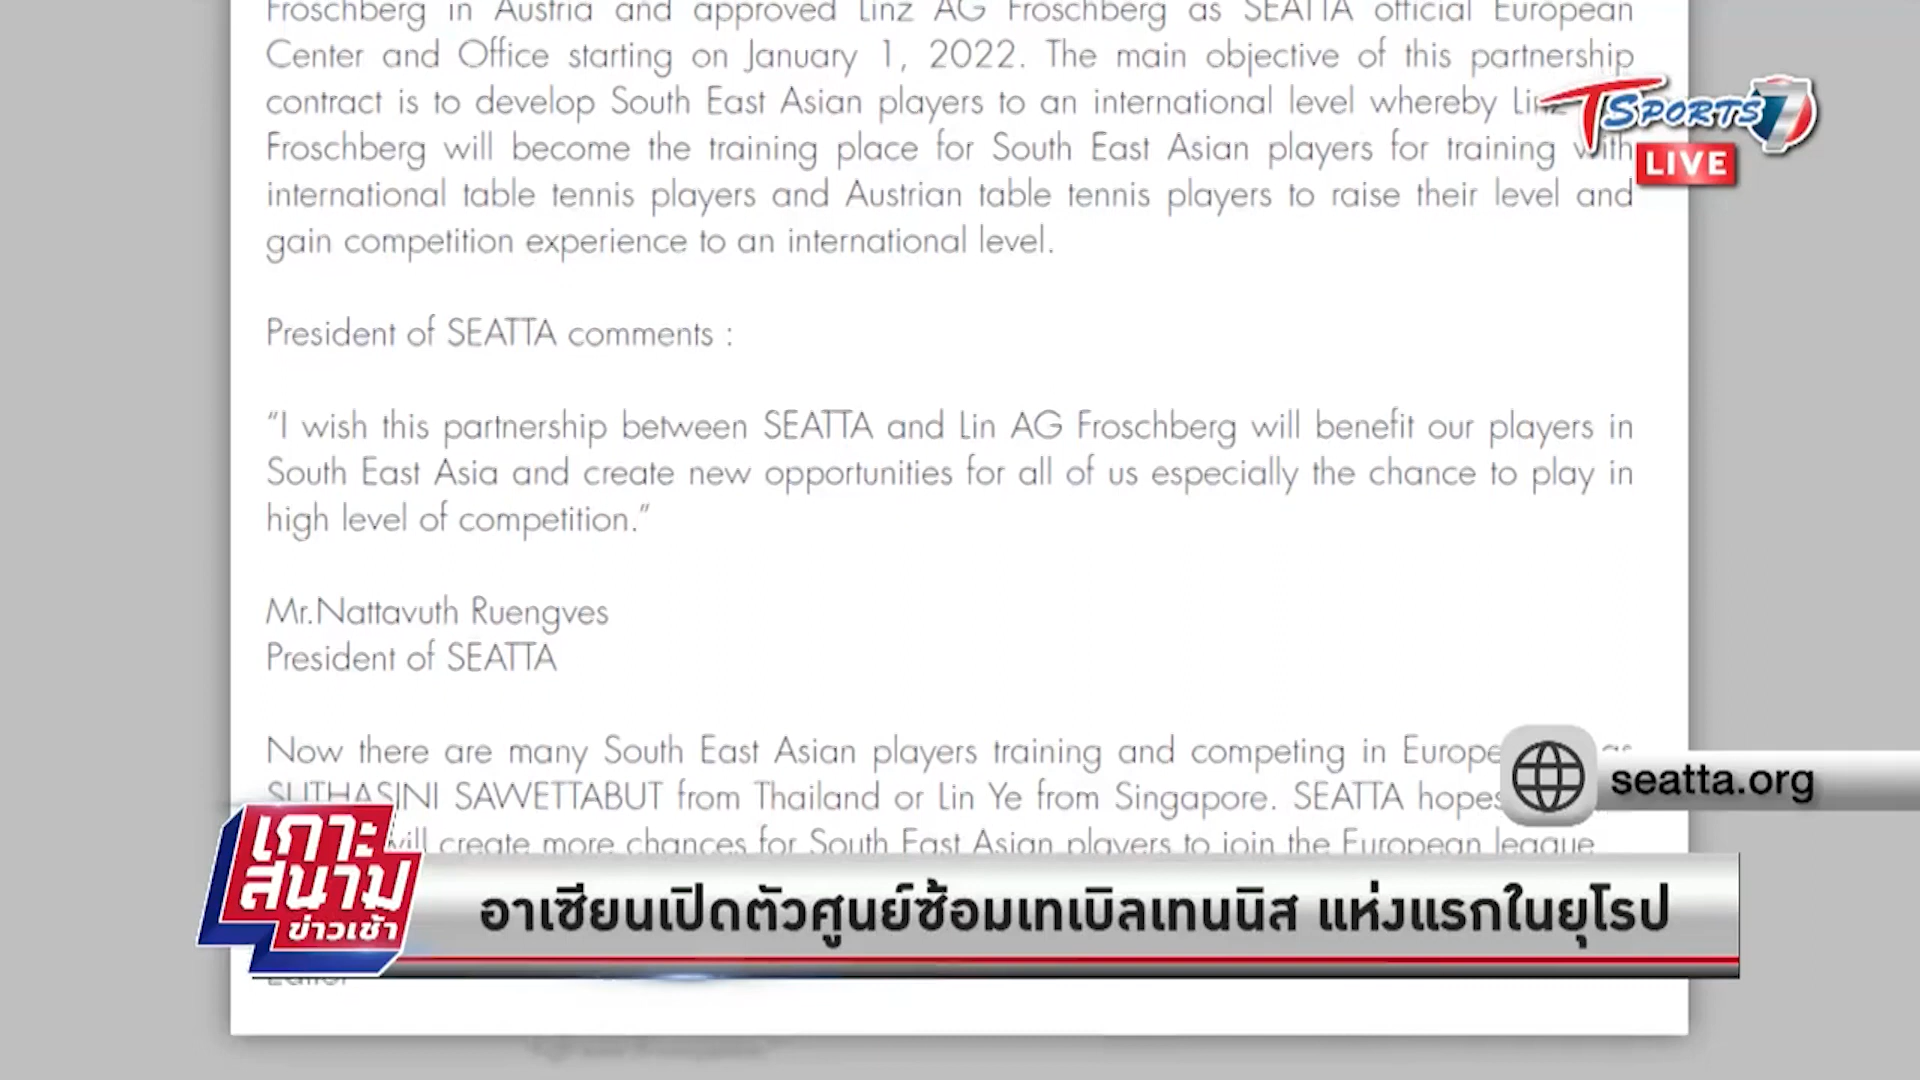 Froschberg in Austria and approved Linz AG Froschberg as SEATTA official European
Center and Office starting on January 1, 2022. The main objective of this partnership
contract is to develop South East Asian players to an international level whereby Linz
Froschberg will become the training place for South East Asian players for training with
international table tennis players and Austrian table tennis players to raise their level and
gain competition experience to an international level.
TSPORTS7
LIVE
President of SEATTA comments :
“I wish this partnership between SEATTA and Lin AG Froschberg will benefit our players in
South East Asia and create new opportunities for all of us especially the chance to play in
high level of competition.”
Mr.Nattavuth Ruengves
President of SEATTA
Now there are many South East Asian players training and competing in Europe as
SUTHASINI SAWETTABUT from Thailand or Lin Ye from Singapore. SEATTA hopes
will create more chances for South East Asian players to join the European league
seatta.org
เกาะ
สนาม
ข่าวเช้า
อาเซียนเปิดตัวศูนย์ซ้อมเทเบิลเทนนิส แห่งแรกในยุโรป